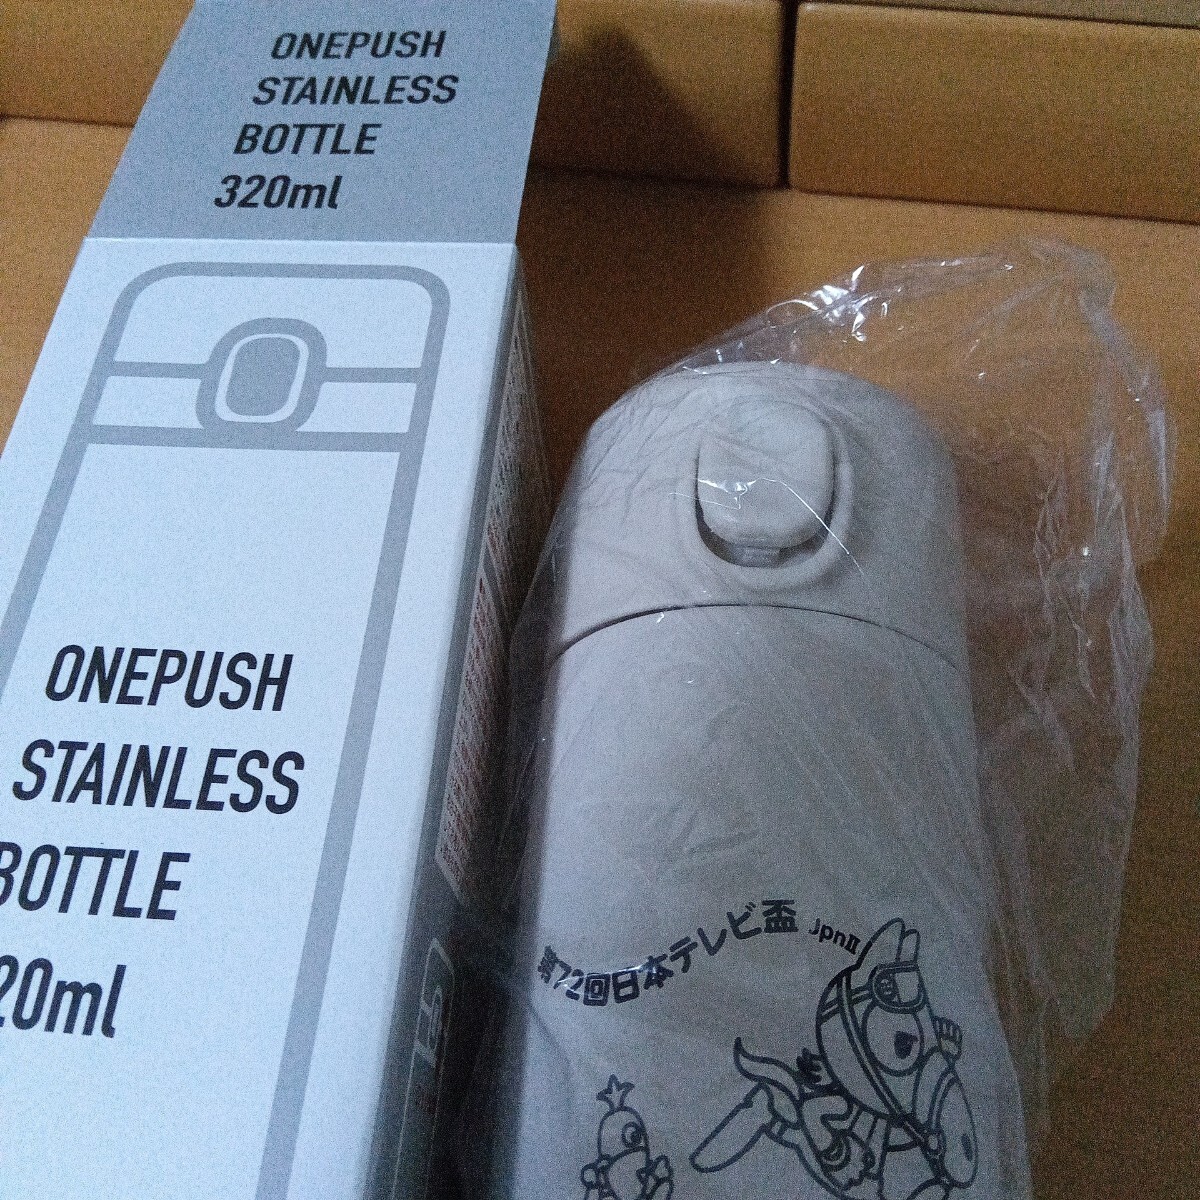 ONEPUSH
STAINLESS
BOTTLE
320ml
ONEPUSH
STAINLESS
BOTTLE
20ml
第72回日本テレビ盃 JpnII